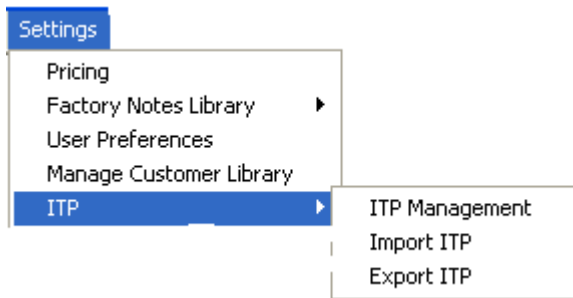 Settings
Pricing
Factory Notes Library
User Preferences
Manage Customer Library
ITP
ITP Management
Import ITP
Export ITP